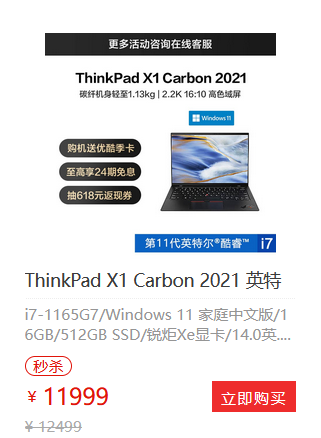 更多活动咨询在线客服
ThinkPad X1 Carbon 2021
碳纤机身轻至1.13kg | 2.2K 16:10 高色域屏
Windows 11
购机送优酷季卡
至高享24期免息
抽618元返现券
第11代英特尔®酷睿™ i7
ThinkPad X1 Carbon 2021 英特
i7-1165G7/Windows 11 家庭中文版/1
6GB/512GB SSD/锐炬Xe显卡/14.0英....
秒杀
¥ 11999
立即购买
¥ 12499